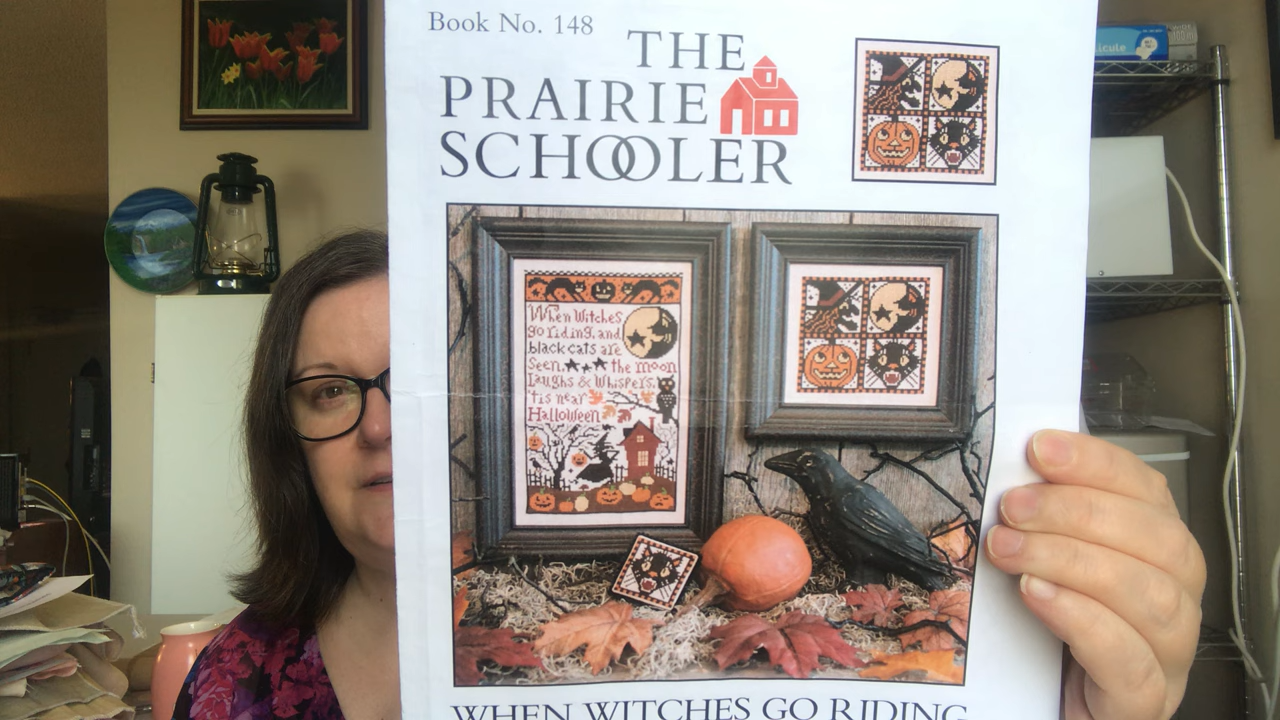 Book No. 148
THE
PRAIRIE
SCHOOLER
When Witches
go riding, and
black cats are
seen, the moon
laughs & whispers,
'tis near
Halloween
WHEN WITCHES GO RIDING